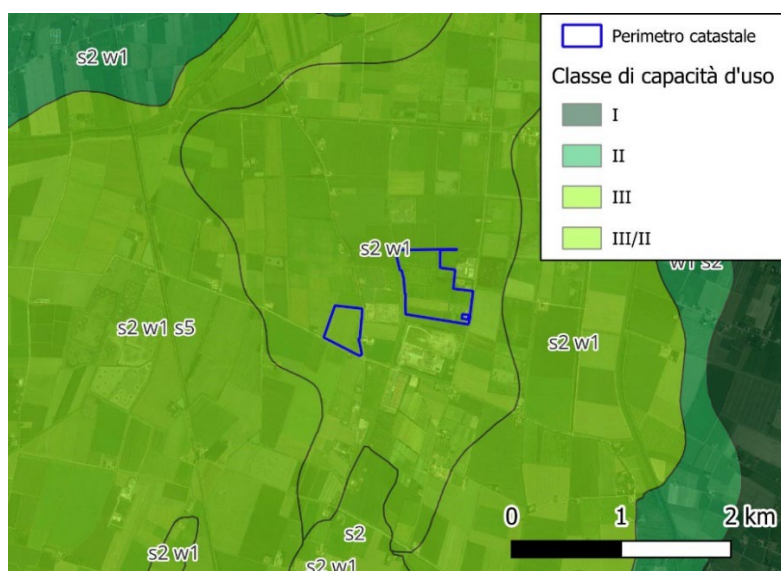 s2 w1
Perimetro catastale
Classe di capacità d'uso
I
II
III
III/II
s2 w1
w1 s2
s2 w1 s5
s2 w1
s2
s2 w1
s2 w1
0 1 2 km